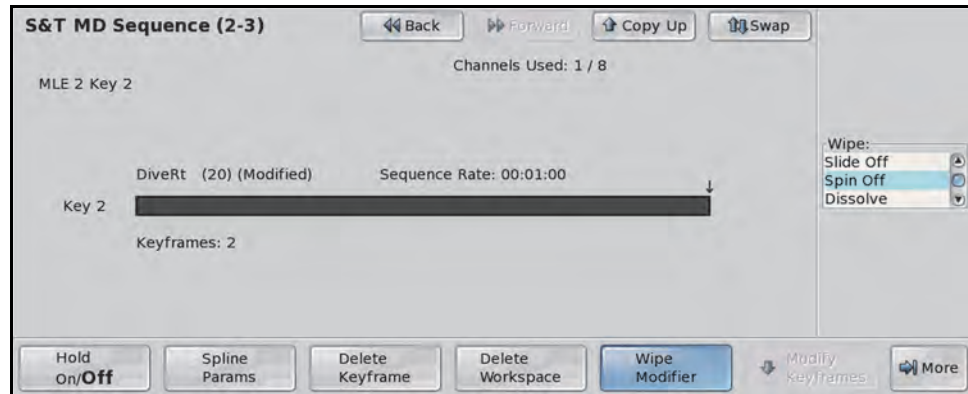 S&T MD Sequence (2-3)
Back
Forward
Copy Up
Swap
Channels Used: 1 / 8
MLE 2 Key 2
Wipe:
Slide Off
Spin Off
Dissolve
DiveRt (20) (Modified)
Sequence Rate: 00:01:00
Key 2
Keyframes: 2
Hold
On/Off
Spline
Params
Delete
Keyframe
Delete
Workspace
Wipe
Modifier
Modify
Keyframes
More